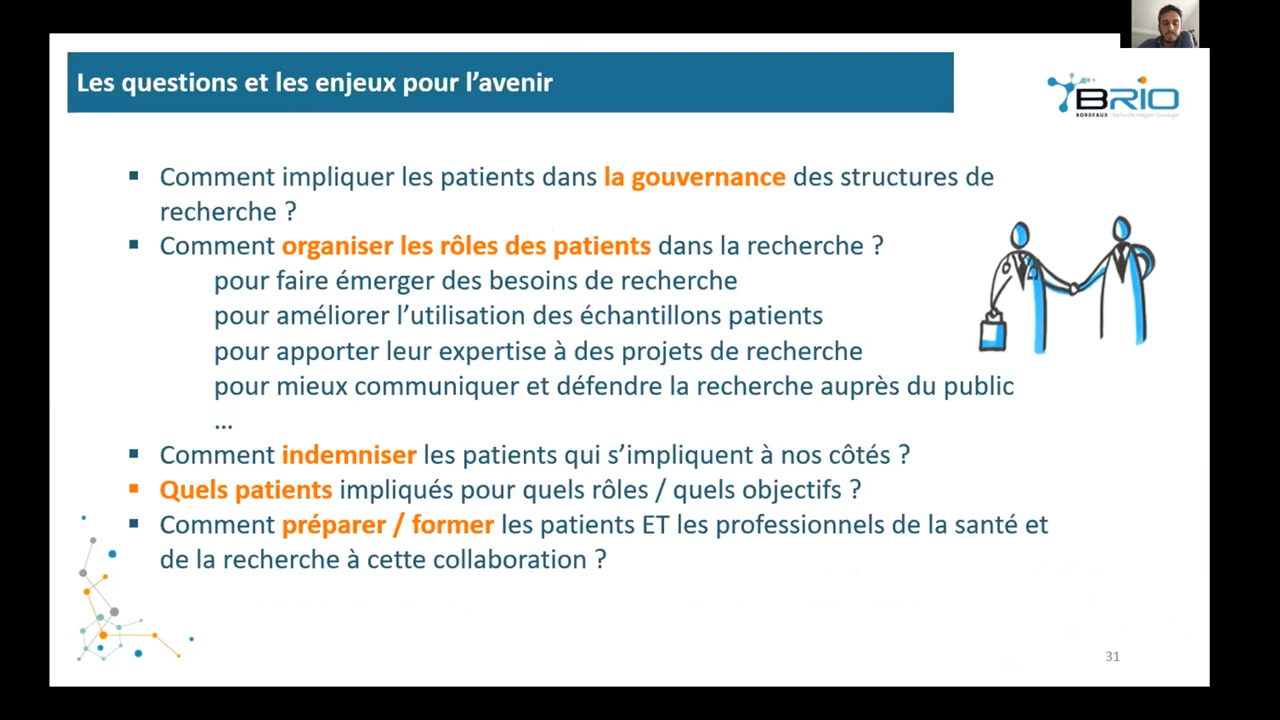 Les questions et les enjeux pour l’avenir
BRIO
BORDEAUX | Recherche Intégrée Oncologie
▪ Comment impliquer les patients dans la gouvernance des structures de
recherche ?
▪ Comment organiser les rôles des patients dans la recherche ?
pour faire émerger des besoins de recherche
pour améliorer l’utilisation des échantillons patients
pour apporter leur expertise à des projets de recherche
pour mieux communiquer et défendre la recherche auprès du public
...
▪ Comment indemniser les patients qui s’impliquent à nos côtés ?
▪ Quels patients impliqués pour quels rôles / quels objectifs ?
▪ Comment préparer / former les patients ET les professionnels de la santé et
de la recherche à cette collaboration ?
31